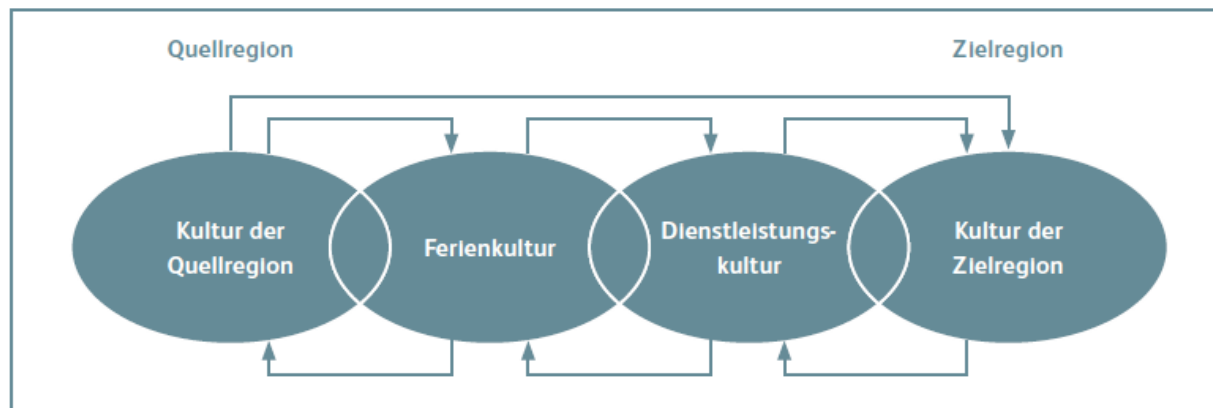 Quellregion
Zielregion
Kultur der
Quellregion
Ferienkultur
Dienstleistungs-
kultur
Kultur der
Zielregion